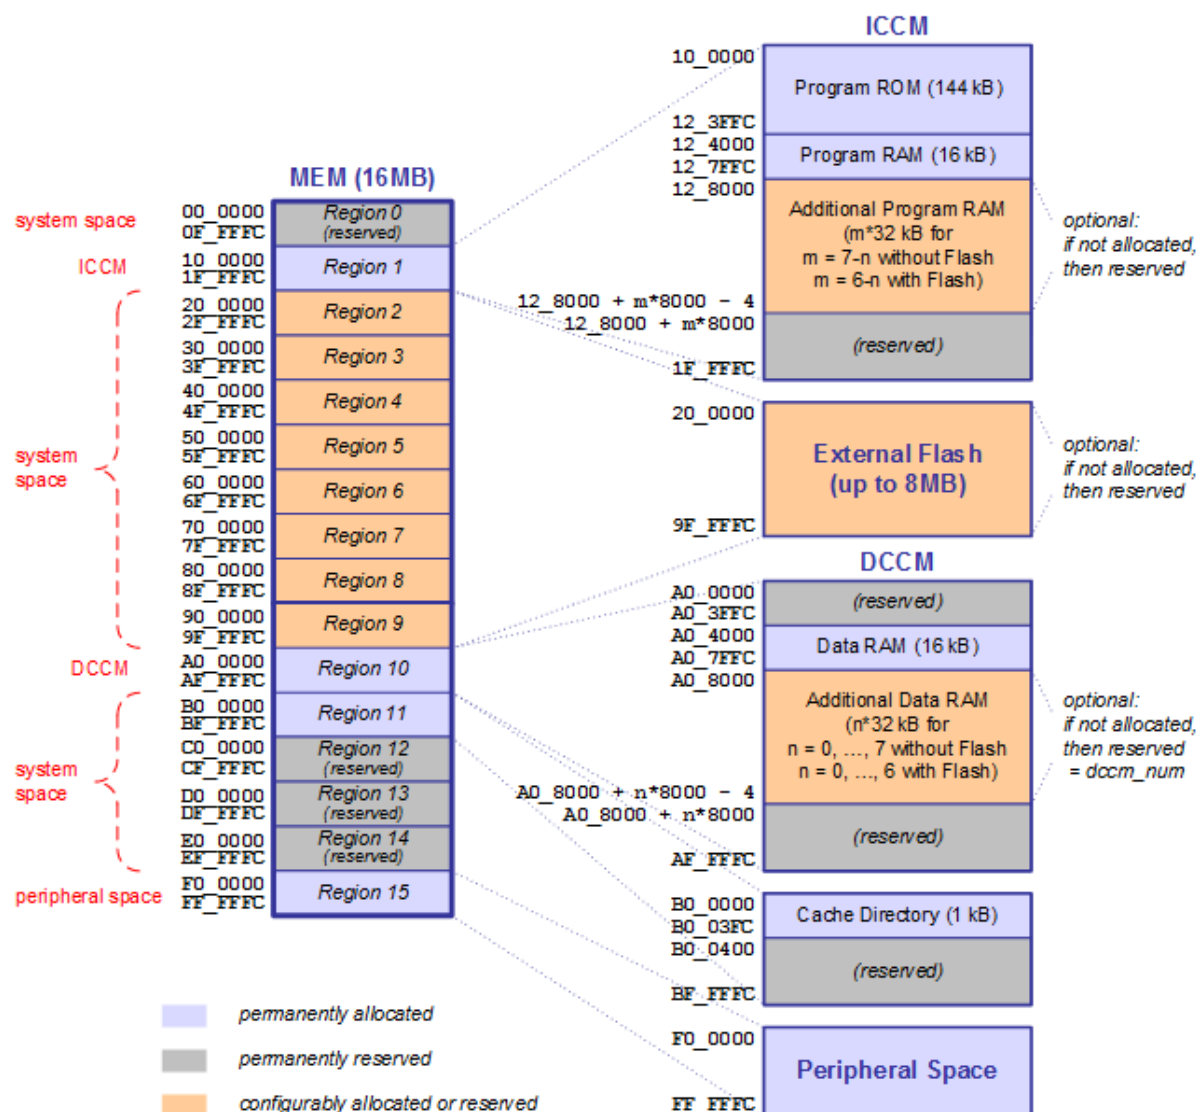 MEM (16MB)
system space
00_0000
0F_FFFC
Region 0
(reserved)
ICCM
10_0000
1F_FFFC
Region 1
20_0000
2F_FFFC
Region 2
30_0000
3F_FFFC
Region 3
40_0000
4F_FFFC
Region 4
system
space
50_0000
5F_FFFC
Region 5
60_0000
6F_FFFC
Region 6
70_0000
7F_FFFC
Region 7
80_0000
8F_FFFC
Region 8
90_0000
9F_FFFC
Region 9
DCCM
A0_0000
AF_FFFC
Region 10
B0_0000
BF_FFFC
Region 11
system
space
C0_0000
CF_FFFC
Region 12
(reserved)
D0_0000
DF_FFFC
Region 13
(reserved)
E0_0000
EF_FFFC
Region 14
(reserved)
peripheral space
F0_0000
FF_FFFC
Region 15
permanently allocated
permanently reserved
configurably allocated or reserved
ICCM
10_0000
Program ROM (144 kB)
12_3FFC
12_4000
Program RAM (16 kB)
12_7FFC
12_8000
Additional Program RAM
(m*32 kB for
m = 7-n without Flash
m = 6-n with Flash)
optional:
if not allocated,
then reserved
12_8000 + m*8000 - 4
12_8000 + m*8000
(reserved)
1F_FFFC
20_0000
External Flash
(up to 8MB)
optional:
if not allocated,
then reserved
9F_FFFC
DCCM
A0_0000
(reserved)
A0_3FFC
A0_4000
Data RAM (16 kB)
A0_7FFC
A0_8000
Additional Data RAM
(n*32 kB for
n = 0, ..., 7 without Flash
n = 0, ..., 6 with Flash)
optional:
if not allocated,
then reserved
= dccm_num
A0_8000 + n*8000 - 4
A0_8000 + n*8000
(reserved)
AF_FFFC
B0_0000
Cache Directory (1 kB)
B0_03FC
B0_0400
(reserved)
BF_FFFC
F0_0000
Peripheral Space
FF_FFFC